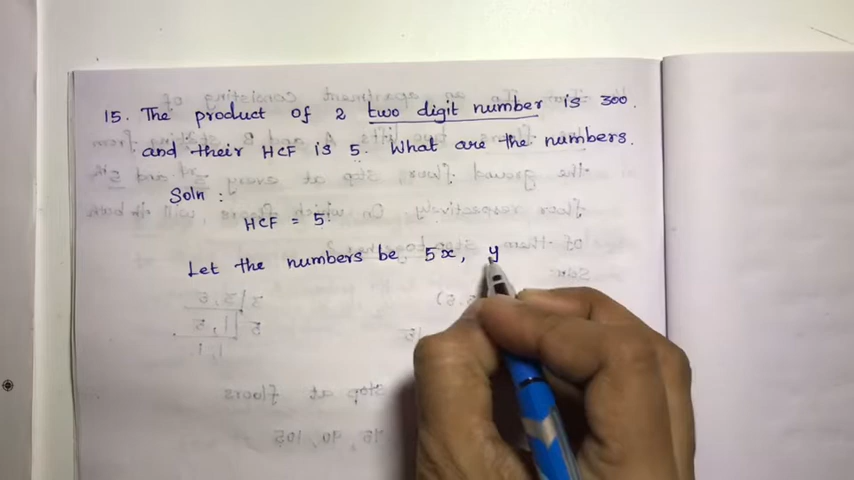 15. The product of 2 two digit number is 300.
and their HCF is 5. What are the numbers.
Soln :
HCF = 5
Let the numbers be 5x, y